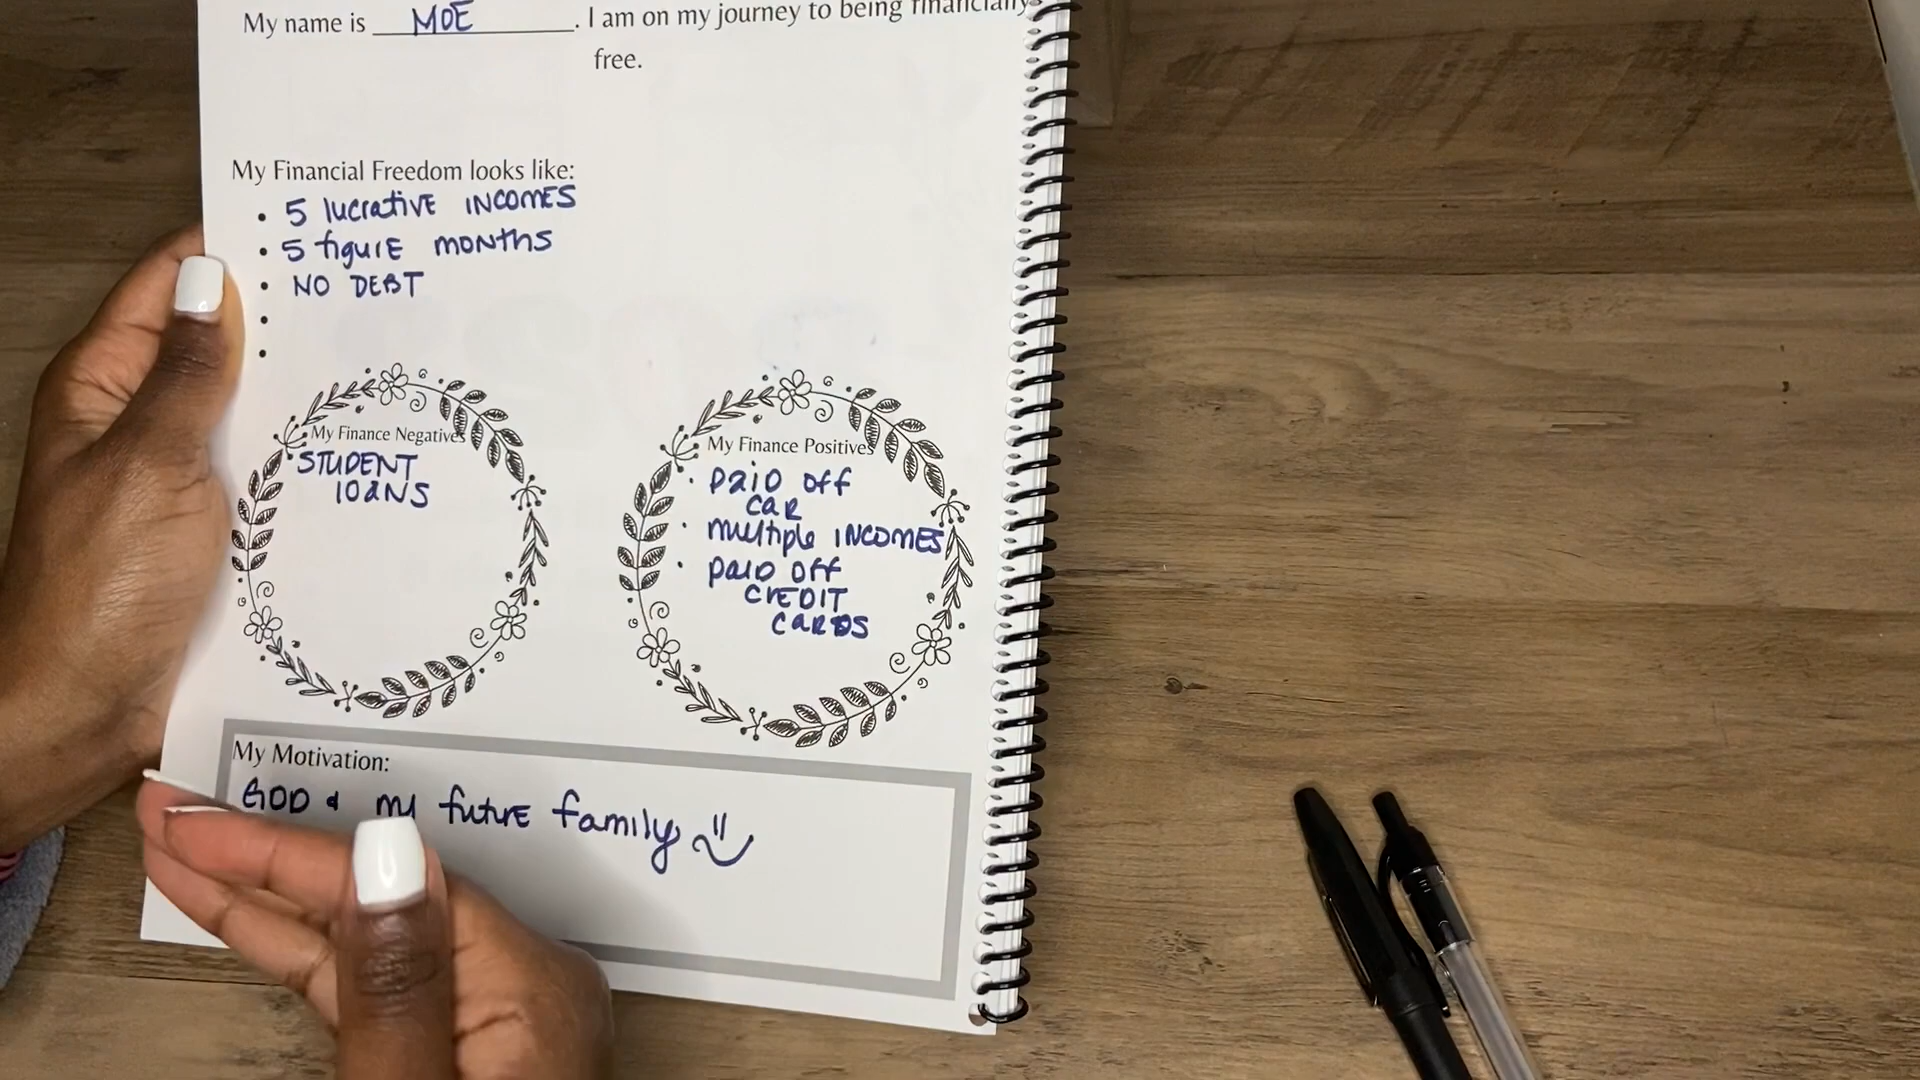 My name is MOE. I am on my journey to being financially
free.
My Financial Freedom looks like:
• 5 lucrative INCOMES
• 5 figure months
• NO DEBT
•
•
My Finance Negatives
STUDENT
loans
My Finance Positives
• paid off
car
• multiple INCOMES
• paid off
CREDIT
CARDS
My Motivation:
GOD & my future family